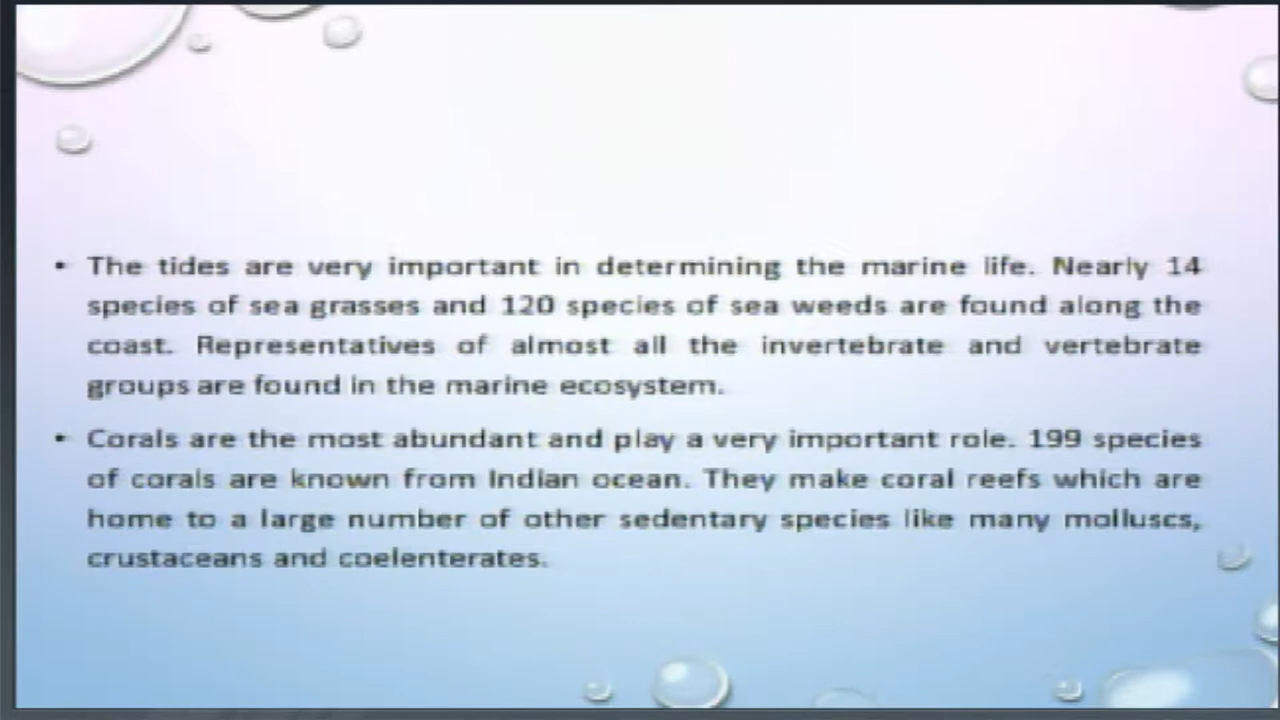 • The tides are very important in determining the marine life. Nearly 14
species of sea grasses and 120 species of sea weeds are found along the
coast. Representatives of almost all the invertebrate and vertebrate
groups are found in the marine ecosystem.
• Corals are the most abundant and play a very important role. 199 species
of corals are known from Indian ocean. They make coral reefs which are
home to a large number of other sedentary species like many molluscs,
crustaceans and coelenterates.